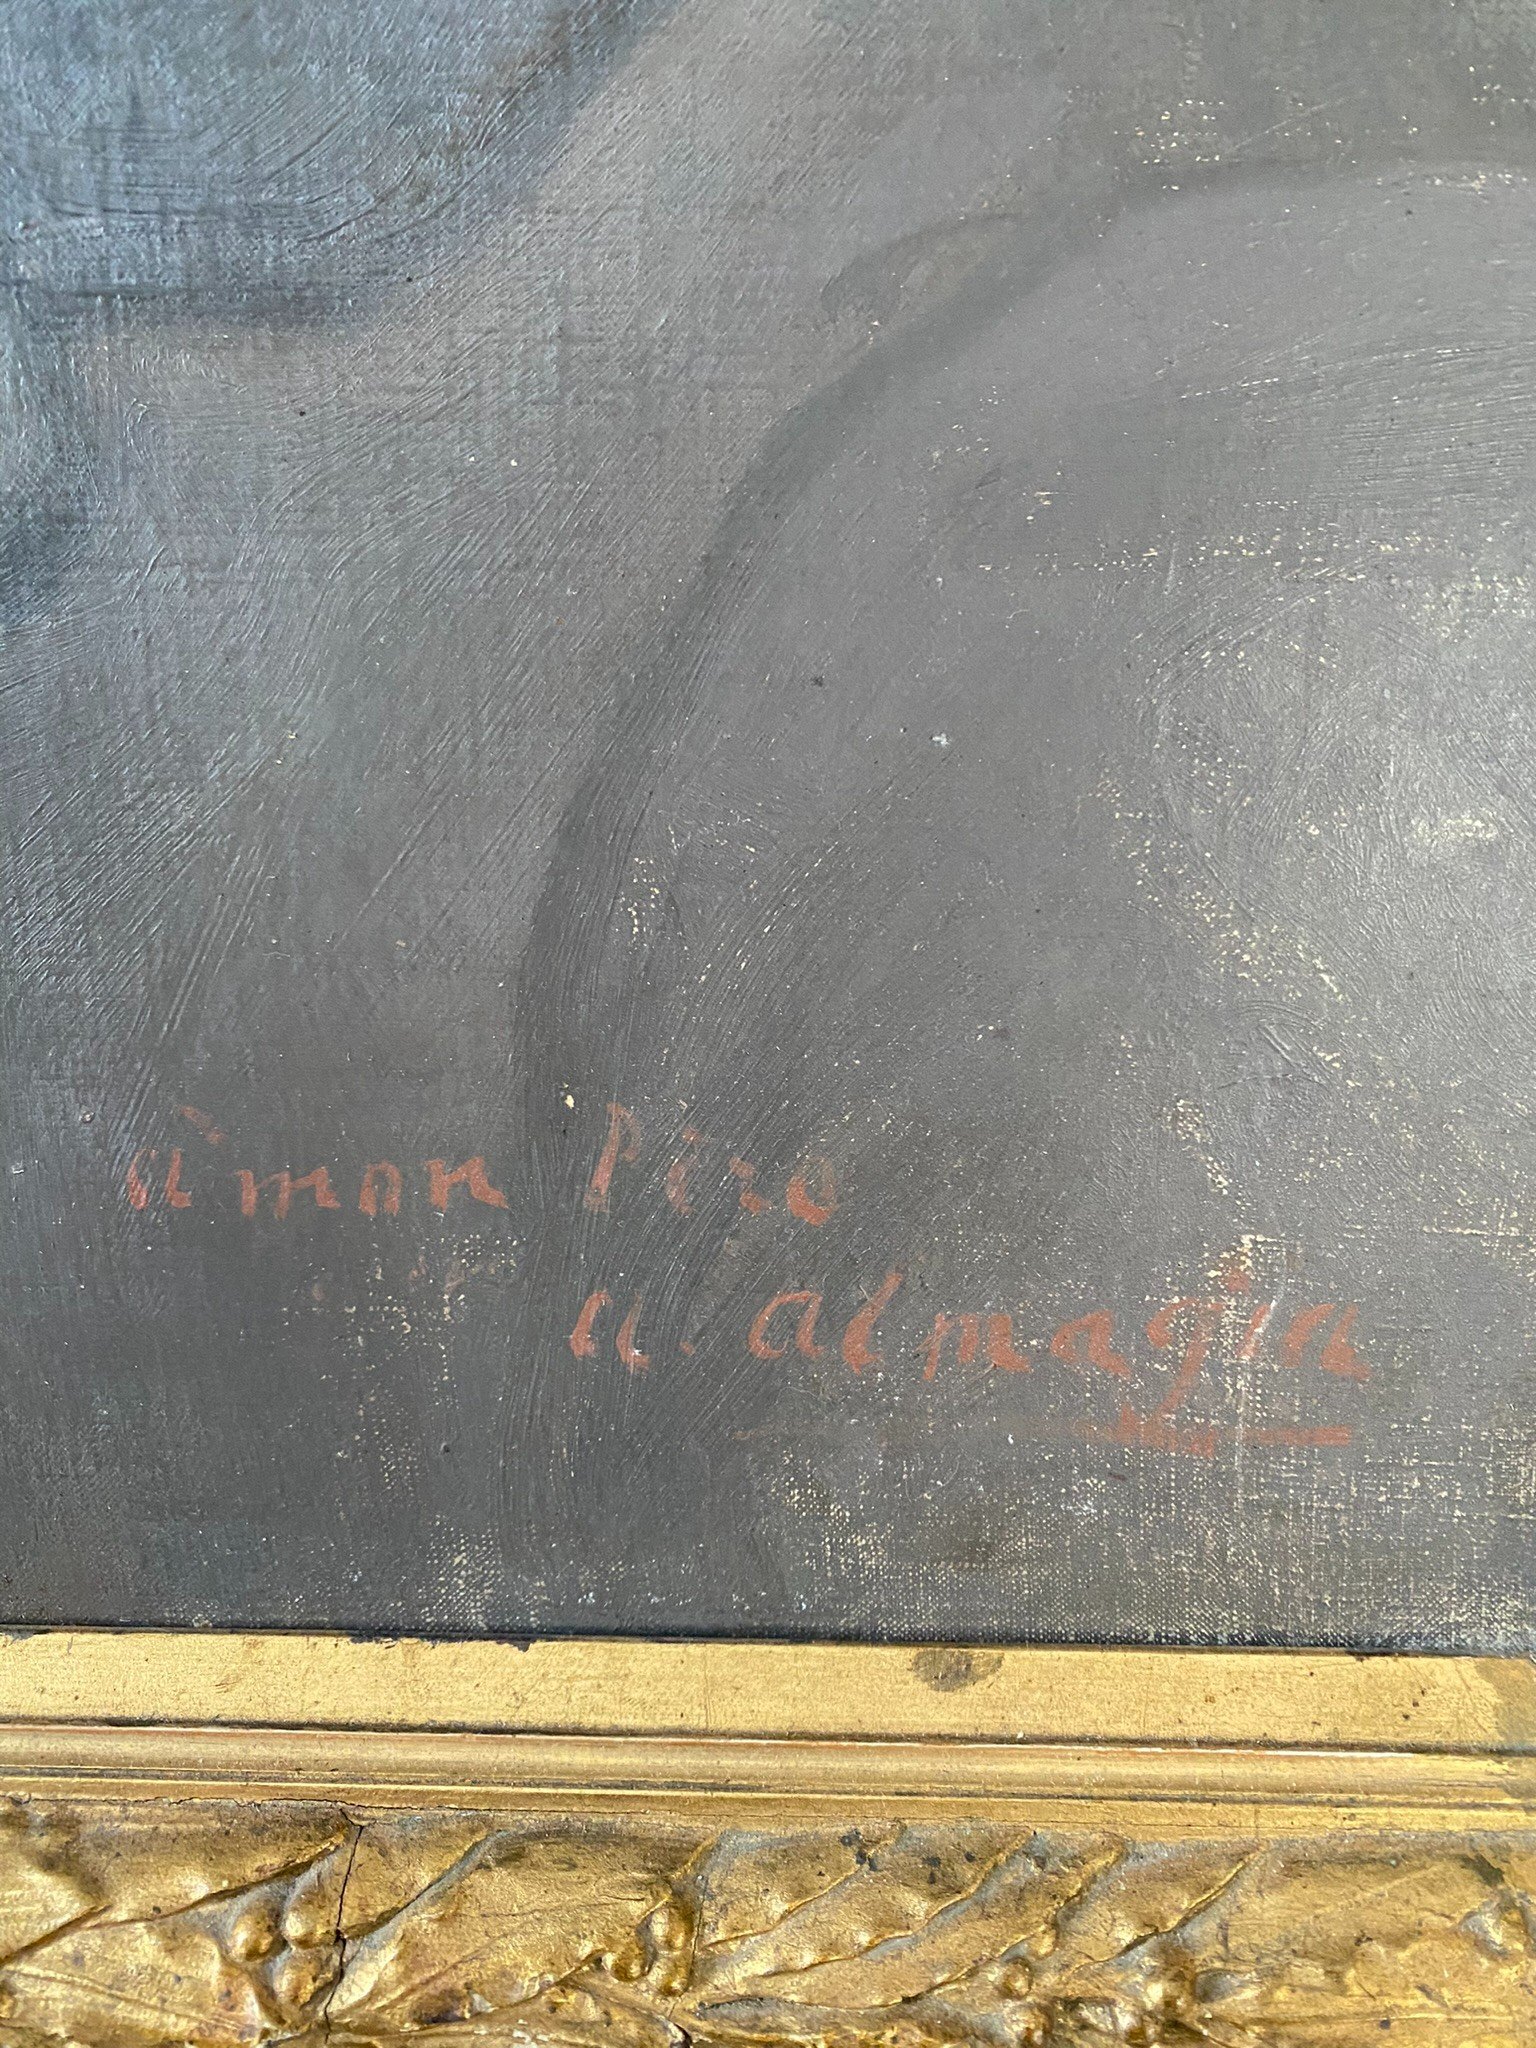 à mon Père
a. almagia